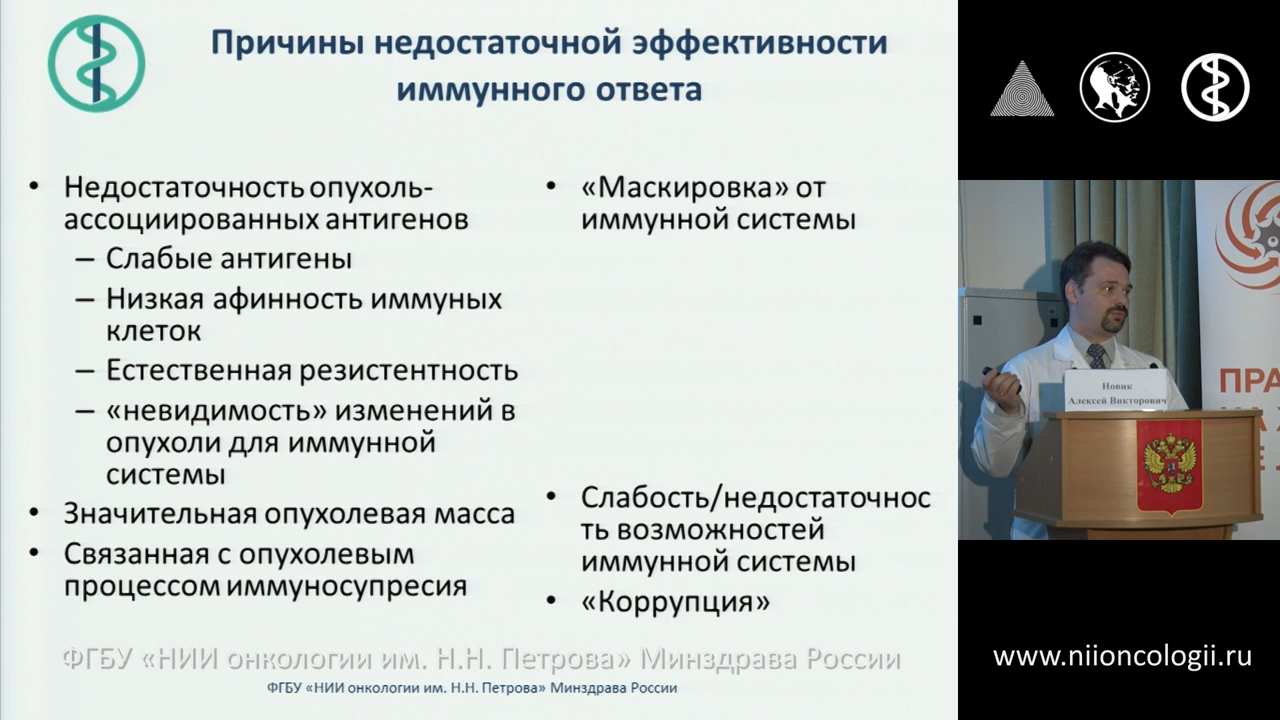 Причины недостаточной эффективности
иммунного ответа
Недостаточность опухоль-
ассоциированных антигенов
– Слабые антигены
– Низкая афинность иммуных
клеток
– Естественная резистентность
– «невидимость» изменений в
опухоли для иммунной
системы
Значительная опухолевая масса
Связанная с опухолевым
процессом иммуносупресия
«Маскировка» от
иммунной системы
Слабость/недостаточнос
ть возможностей
иммунной системы
«Коррупция»
ФГБУ «НИИ онкологии им. Н.Н. Петрова» Минздрава России
ФГБУ «НИИ онкологии им. Н.Н. Петрова» Минздрава России
Новик
Алексей Викторович
ПРА
www.niioncologii.ru